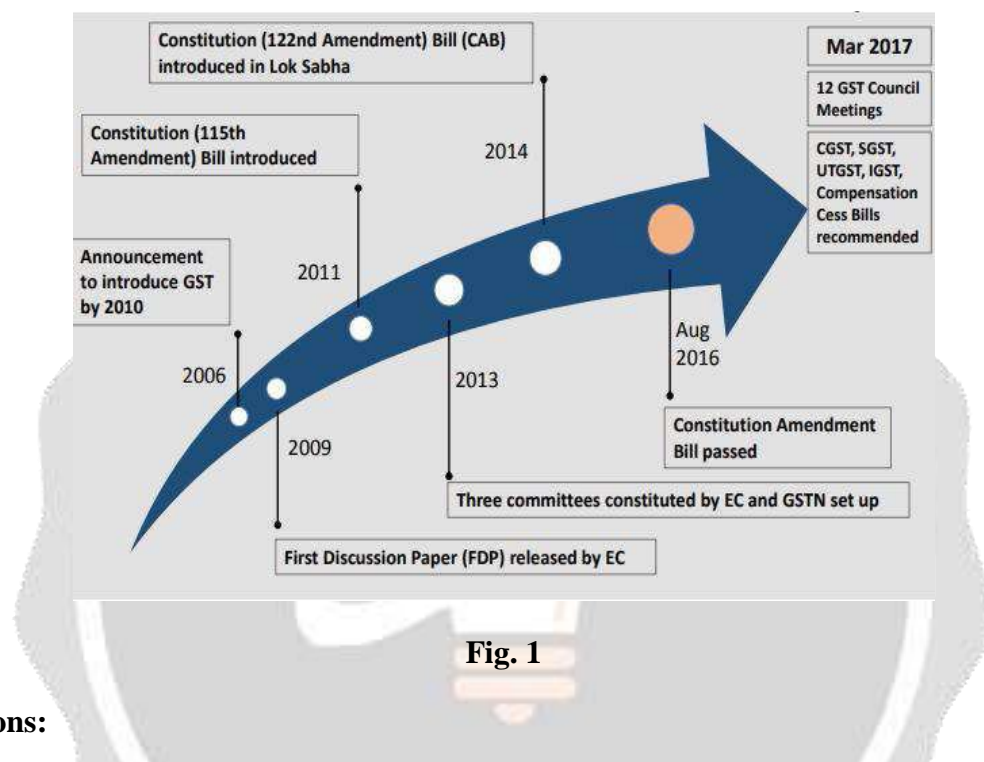 Constitution (122nd Amendment) Bill (CAB)
introduced in Lok Sabha
Mar 2017
12 GST Council
Meetings
CGST, SGST,
UTGST, IGST,
Compensation
Cess Bills
recommended
Constitution (115th
Amendment) Bill introduced
2014
Announcement
to introduce GST
by 2010
2011
2006
2009
2013
Aug
2016
Constitution Amendment
Bill passed
Three committees constituted by EC and GSTN set up
First Discussion Paper (FDP) released by EC
Fig. 1
ons: